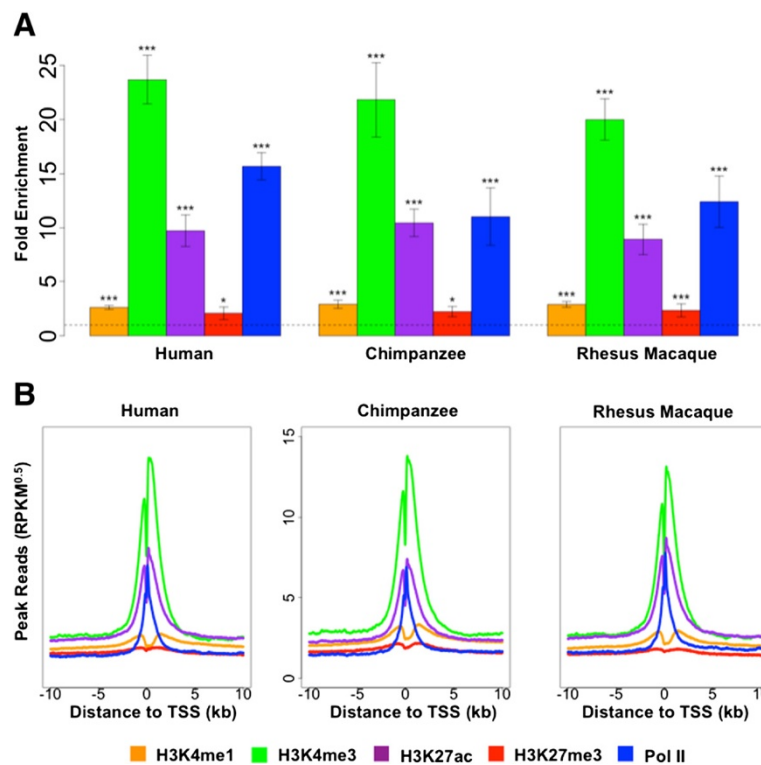 A
Fold Enrichment
25
20
15
10
5
0
*** *** *** * ***
*** *** *** * ***
*** *** *** *** ***
Human Chimpanzee Rhesus Macaque
B
Human Chimpanzee Rhesus Macaque
Peak Reads (RPKM^0.5)
15
10
5
0
-10 -5 0 5 10 -10 -5 0 5 10 -10 -5 0 5 10
Distance to TSS (kb) Distance to TSS (kb) Distance to TSS (kb)
H3K4me1 H3K4me3 H3K27ac H3K27me3 Pol II